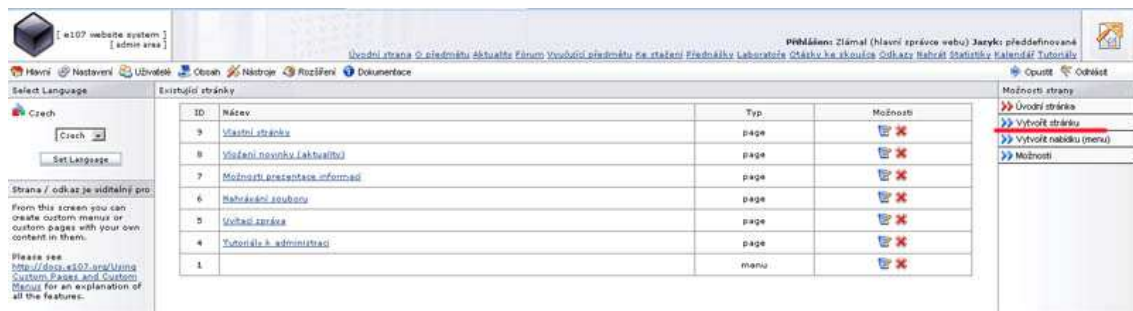 [ e107 website system ]
[ admin area ]
Přihlášen: Zlámal (hlavní správce webu) Jazyk: předdefinované
Úvodní strana O předmětu Aktuality Fórum Vyučující předmětu Ke stažení Přednášky Laboratoře Otázky ke zkoušce Odkazy Nahrát Statistiky Kalendář Tutoriály
Hlavní Nastavení Uživatelé Obsah Nástroje Rozšíření Dokumentace Opustit Odhlásit
Select Language
Czech
Czech
Set Language
Strana / odkaz je viditelný pro
From this screen you can
create custom menus or
custom pages with your own
content in them.
Please see
http://docs.e107.org/Using
Custom Pages and Custom
Menus for an explanation of
all the features.
Existující stránky
ID Název Typ Možnosti
9 Vlastní stránky page
8 Vložení novinky (aktuality) page
7 Možnosti prezentace informací page
6 Nahrávání souboru page
5 Uvítací zpráva page
4 Tutoriály k administraci page
1 menu
Možnosti strany
Úvodní stránka
Vytvořit stránku
Vytvořit nabídku (menu)
Možnosti